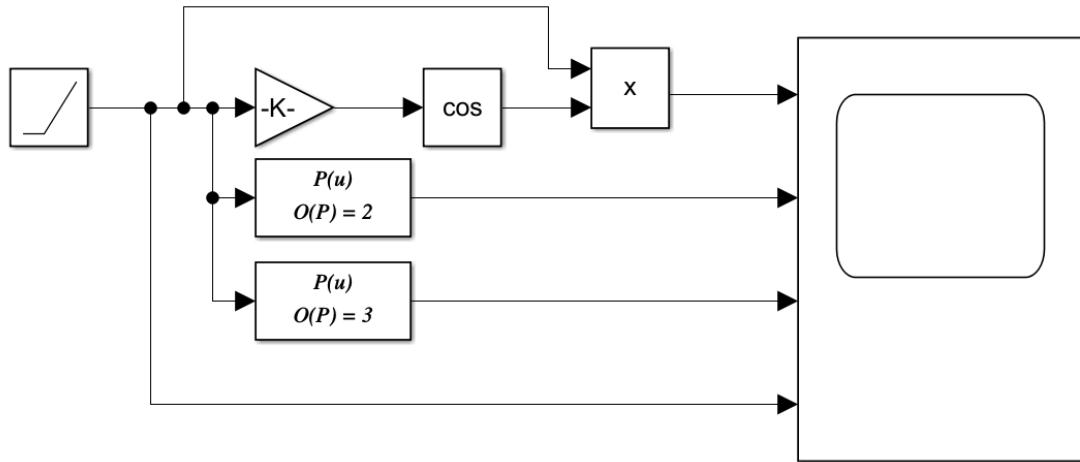 -K-
cos
x
P(u)
O(P) = 2
P(u)
O(P) = 3